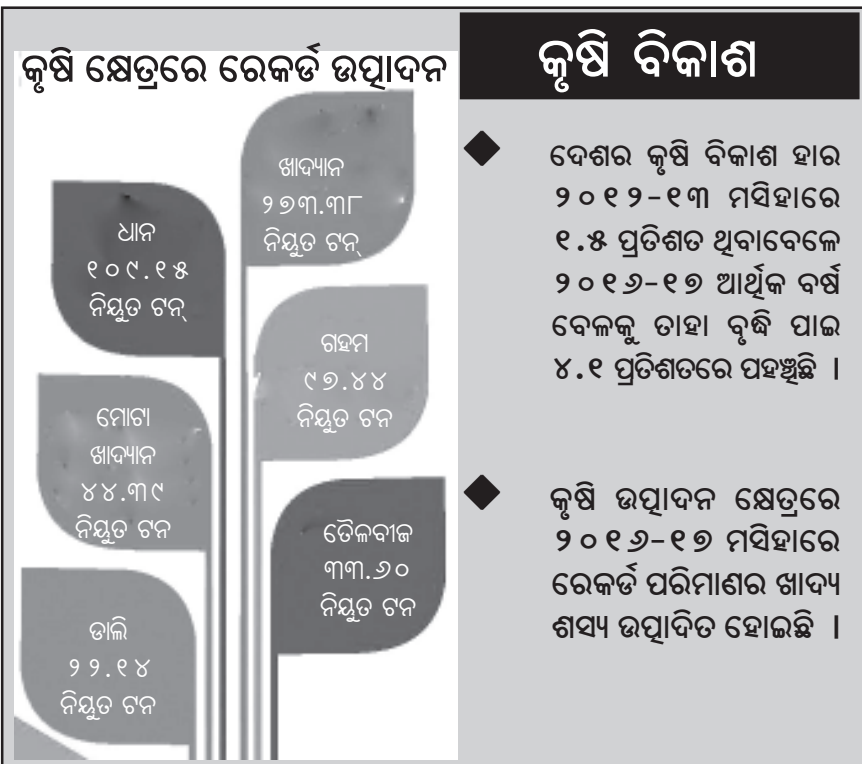 କୃଷି କ୍ଷେତ୍ରରେ ରେକର୍ଡ ଉତ୍ପାଦନ
ଖାଦ୍ୟାନ
୨୭୩.୩୮
ନିୟୁତ ଟନ୍
ଧାନ
୧୦୯.୧୫
ନିୟୁତ ଟନ୍
ଗହମ
୯୭.୪୪
ନିୟୁତ ଟନ
ମୋଟା
ଖାଦ୍ୟାନ
୪୪.୩୯
ନିୟୁତ ଟନ
ତୈଳବୀଜ
୩୩.୬୦
ନିୟୁତ ଟନ
ଡାଲି
୨୨.୧୪
ନିୟୁତ ଟନ
କୃଷି ବିକାଶ
◆ ଦେଶର କୃଷି ବିକାଶ ହାର
୨୦୧୨-୧୩ ମସିହାରେ
୧.୫ ପ୍ରତିଶତ ଥିବାବେଳେ
୨୦୧୬-୧୭ ଆର୍ଥିକ ବର୍ଷ
ବେଳକୁ ତାହା ବୃଦ୍ଧି ପାଇ
୪.୧ ପ୍ରତିଶତରେ ପହଞ୍ଚିଛି ।
◆ କୃଷି ଉତ୍ପାଦନ କ୍ଷେତ୍ରରେ
୨୦୧୬-୧୭ ମସିହାରେ
ରେକର୍ଡ ପରିମାଣର ଖାଦ୍ୟ
ଶସ୍ୟ ଉତ୍ପାଦିତ ହୋଇଛି ।